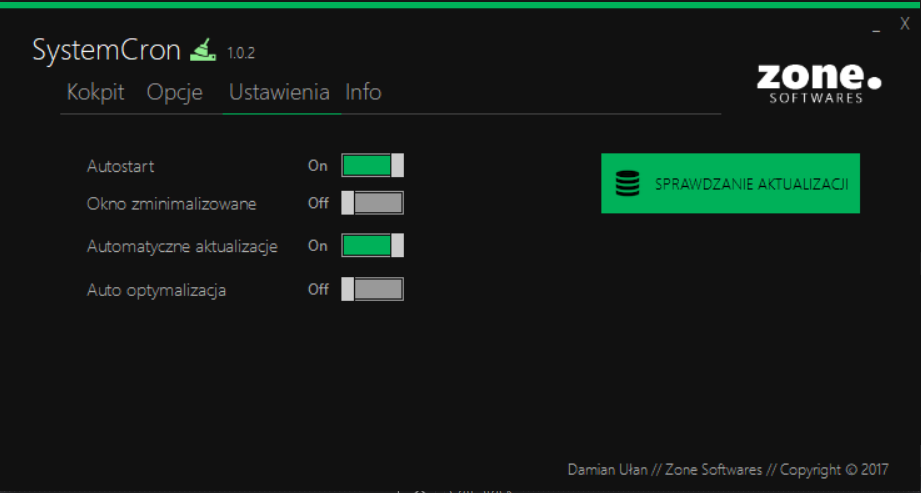 _ X
SystemCron 1.0.2
zone.
SOFTWARES
Kokpit Opcje Ustawienia Info
Autostart On
SPRAWDZANIE AKTUALIZACJI
Okno zminimalizowane Off
Automatyczne aktualizacje On
Auto optymalizacja Off
Damian Ułan // Zone Softwares // Copyright © 2017